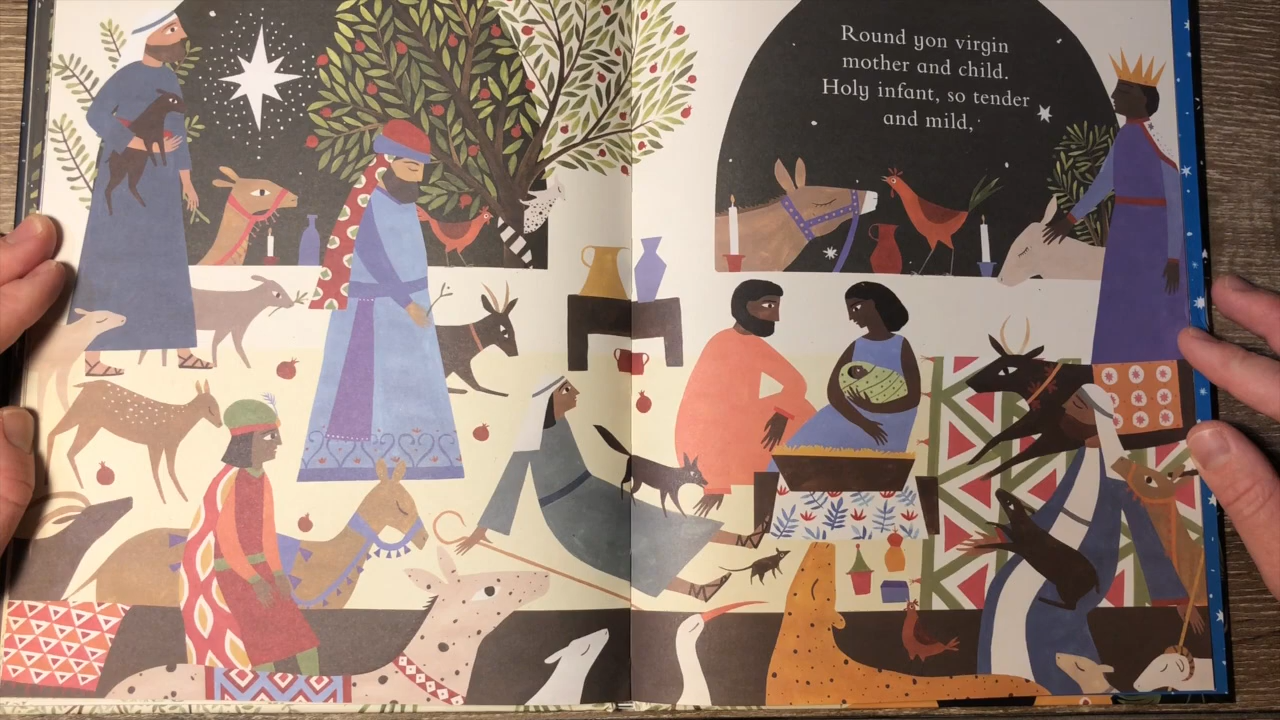 Round yon virgin
mother and child.
Holy infant, so tender
and mild,